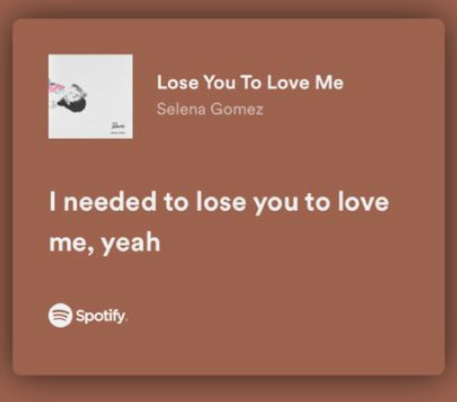 Lose You To Love Me
Selena Gomez
I needed to lose you to love
me, yeah
Spotify